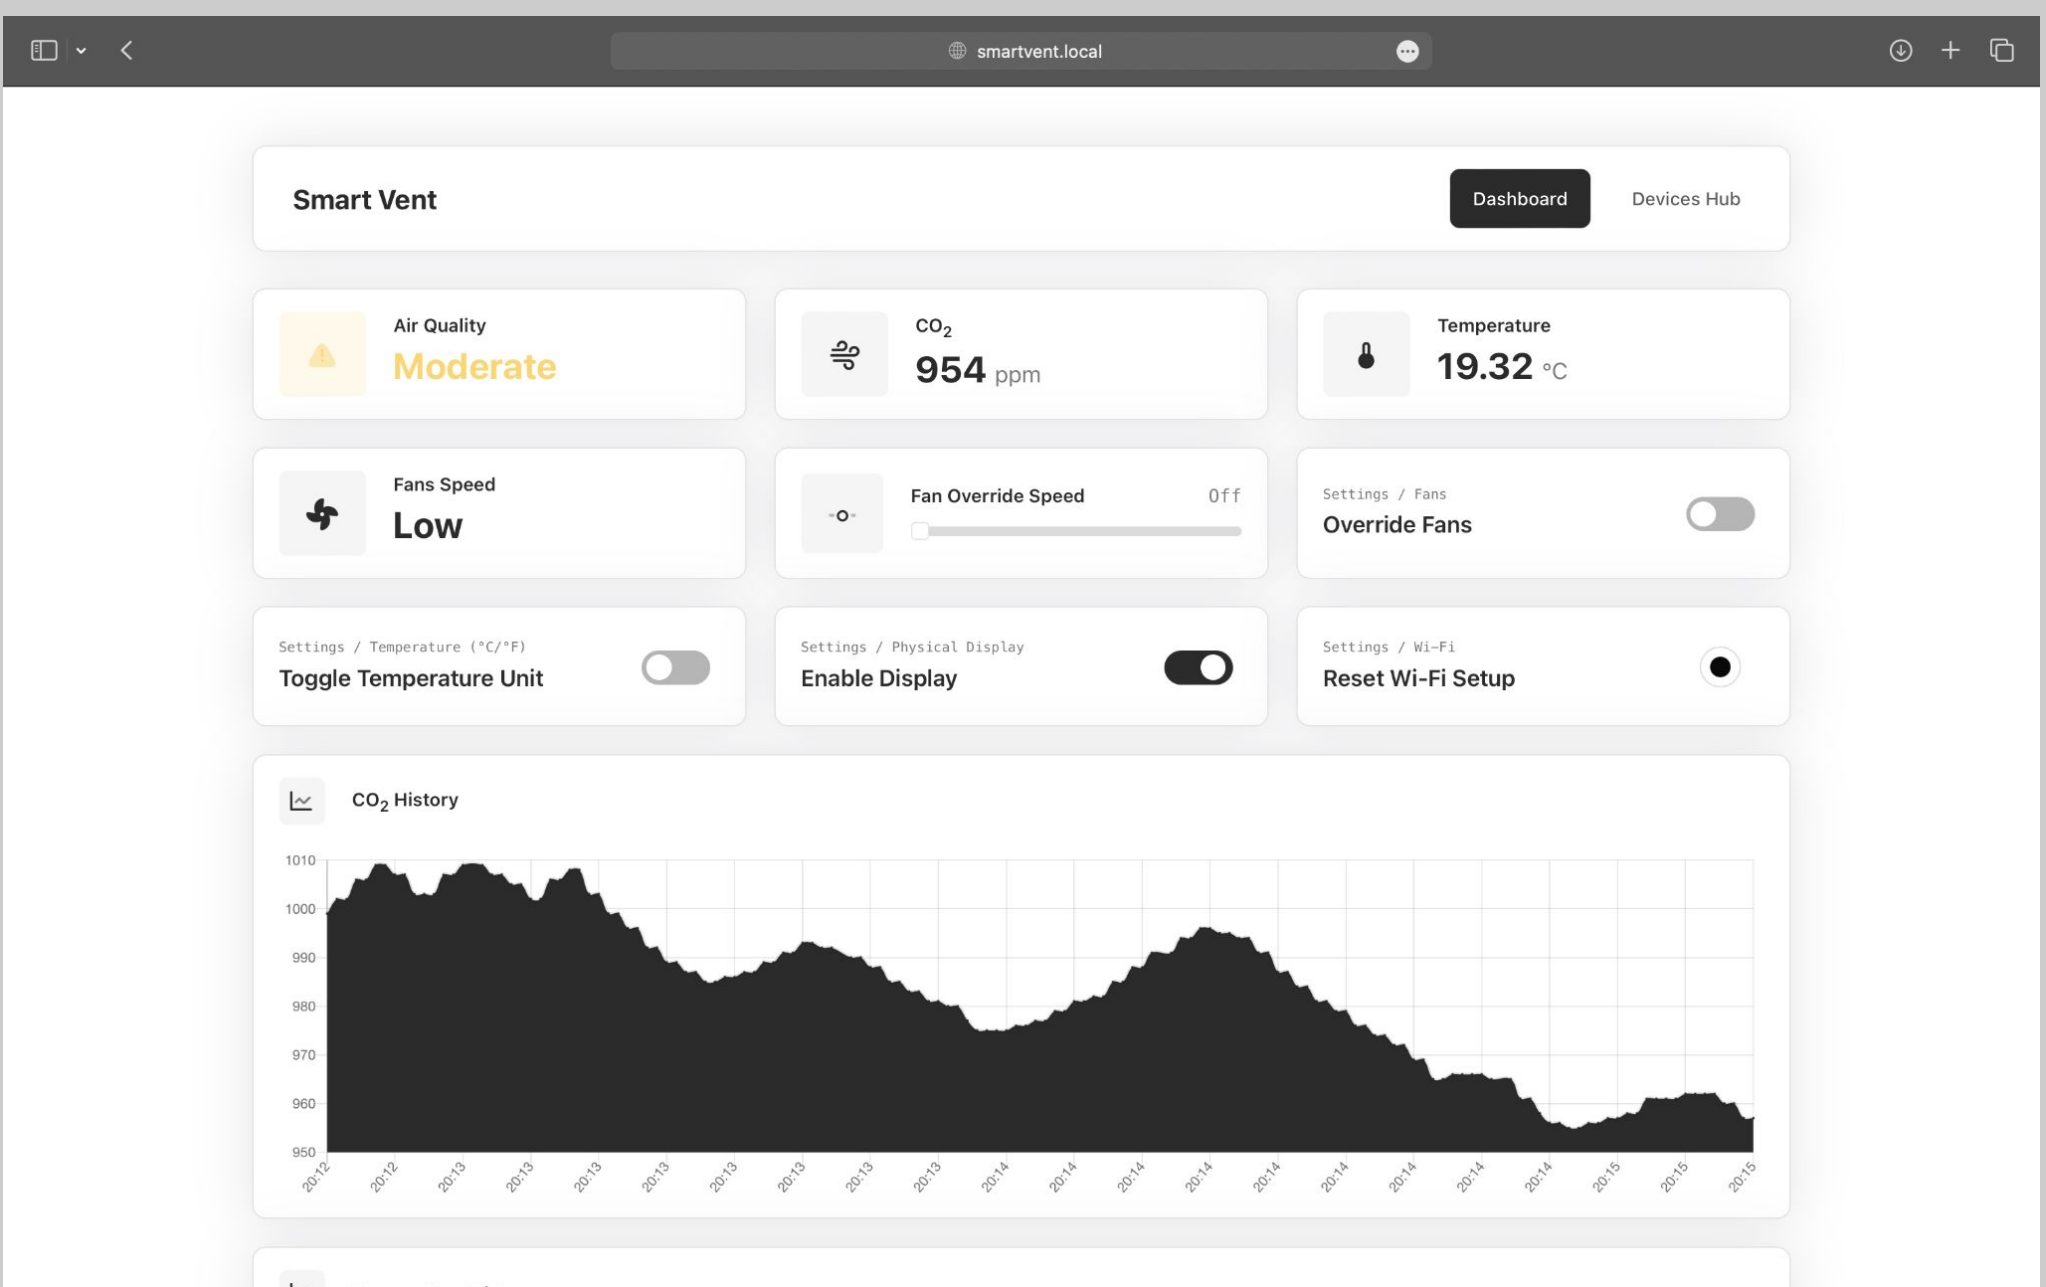 smartvent.local
Smart Vent
Dashboard
Devices Hub
Air Quality
Moderate
CO2
954 ppm
Temperature
19.32 °C
Fans Speed
Low
Fan Override Speed
Off
Settings / Fans
Override Fans
Settings / Temperature (°C/°F)
Toggle Temperature Unit
Settings / Physical Display
Enable Display
Settings / Wi-Fi
Reset Wi-Fi Setup
CO2 History
1010
1000
990
980
970
960
950
20:12
20:12
20:13
20:13
20:13
20:13
20:13
20:13
20:13
20:13
20:14
20:14
20:14
20:14
20:14
20:14
20:14
20:14
20:14
20:15
20:15
20:15